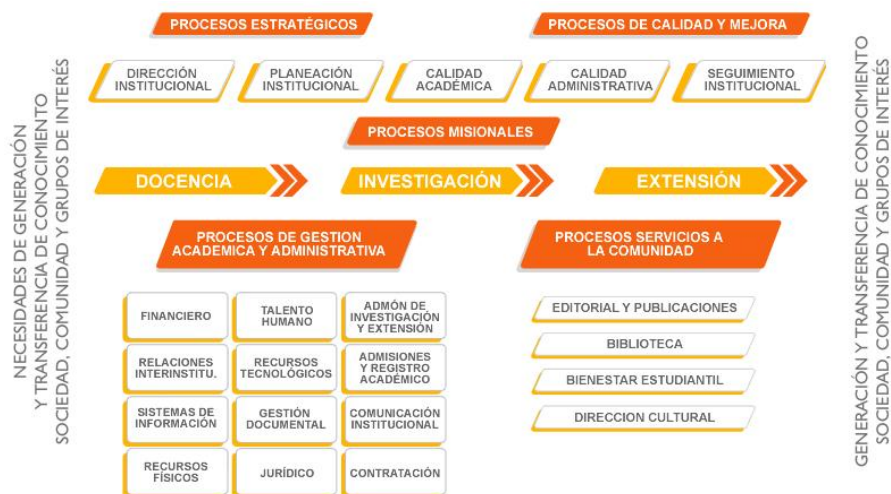 PROCESOS ESTRATÉGICOS
PROCESOS DE CALIDAD Y MEJORA
DIRECCIÓN
INSTITUCIONAL
PLANEACIÓN
INSTITUCIONAL
CALIDAD
ACADÉMICA
CALIDAD
ADMINISTRATIVA
SEGUIMIENTO
INSTITUCIONAL
PROCESOS MISIONALES
DOCENCIA
INVESTIGACIÓN
EXTENSIÓN
PROCESOS DE GESTION
ACADEMICA Y ADMINISTRATIVA
FINANCIERO
TALENTO
HUMANO
ADMÓN DE
INVESTIGACIÓN
Y EXTENSIÓN
RELACIONES
INTERINSTITU.
RECURSOS
TECNOLÓGICOS
ADMISIONES
Y REGISTRO
ACADÉMICO
SISTEMAS DE
INFORMACIÓN
GESTIÓN
DOCUMENTAL
COMUNICACIÓN
INSTITUCIONAL
RECURSOS
FÍSICOS
JURÍDICO
CONTRATACIÓN
PROCESOS SERVICIOS A
LA COMUNIDAD
EDITORIAL Y PUBLICACIONES
BIBLIOTECA
BIENESTAR ESTUDIANTIL
DIRECCION CULTURAL
NECESIDADES DE GENERACIÓN
Y TRANSFERENCIA DE CONOCIMIENTO
SOCIEDAD, COMUNIDAD Y GRUPOS DE INTERÉS
GENERACIÓN Y TRANSFERENCIA DE CONOCIMIENTO
SOCIEDAD, COMUNIDAD Y GRUPOS DE INTERÉS